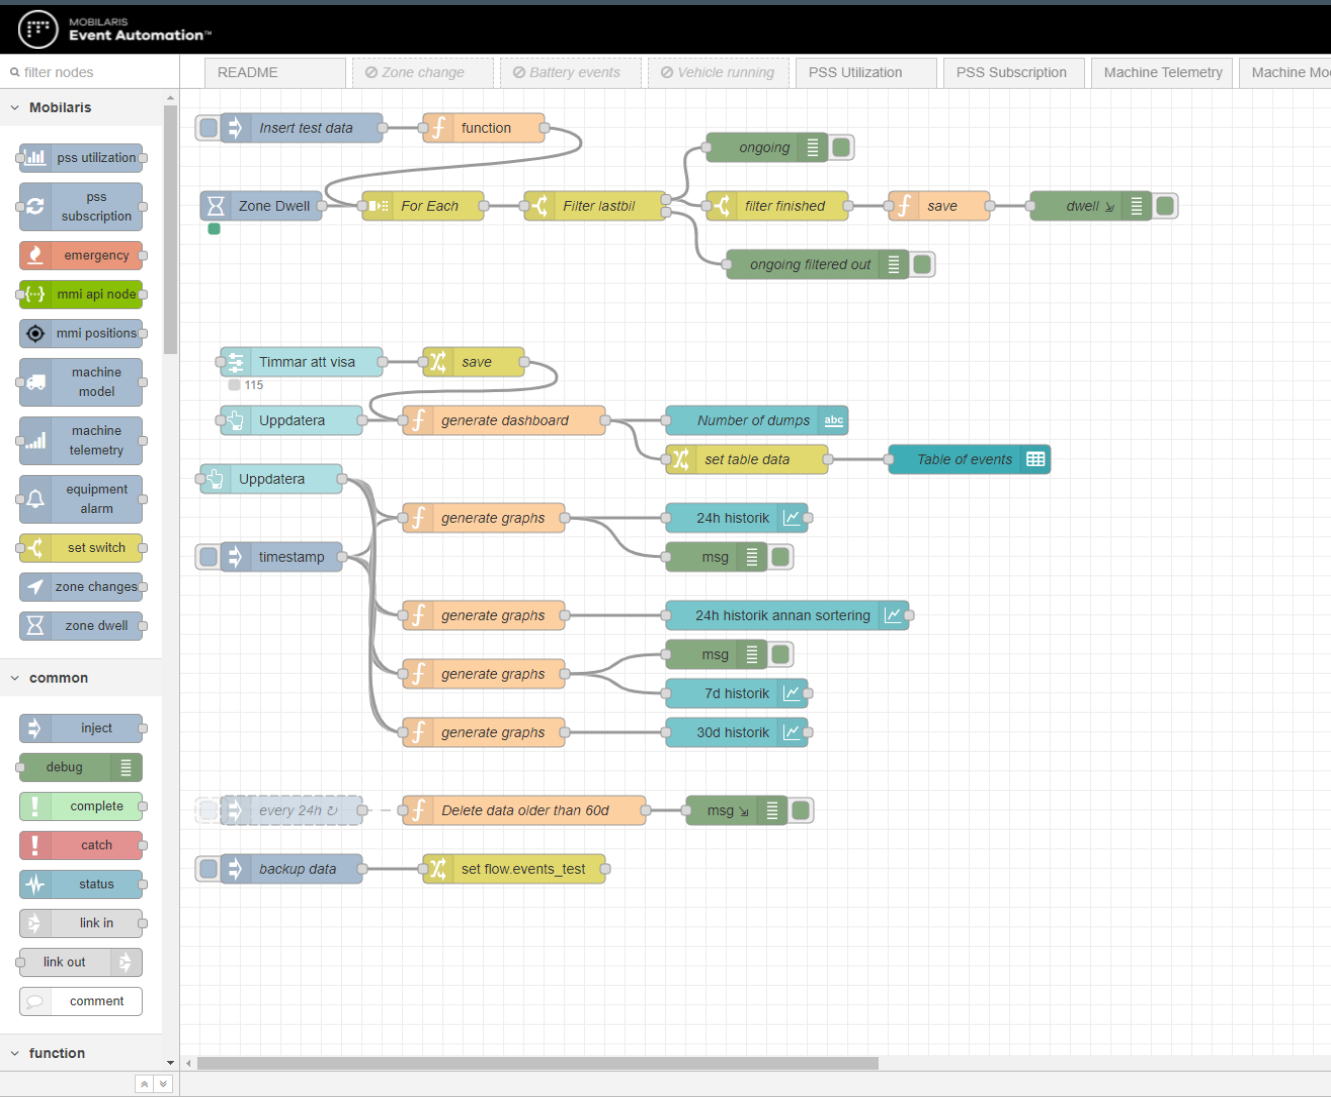 MOBILARIS
Event Automation™
filter nodes
README
Zone change
Battery events
Vehicle running
PSS Utilization
PSS Subscription
Machine Telemetry
Machine Mo
Mobilaris
pss utilization
pss
subscription
emergency
mmi api node
mmi positions
machine
model
machine
telemetry
equipment
alarm
set switch
zone changes
zone dwell
common
inject
debug
complete
catch
status
link in
link out
comment
function
Insert test data
function
ongoing
Zone Dwell
For Each
Filter lastbil
filter finished
save
dwell
ongoing filtered out
Timmar att visa
save
115
Uppdatera
generate dashboard
Number of dumps
abc
set table data
Table of events
Uppdatera
generate graphs
24h historik
timestamp
msg
generate graphs
24h historik annan sortering
msg
generate graphs
7d historik
generate graphs
30d historik
every 24h ↻
Delete data older than 60d
msg
backup data
set flow.events_test